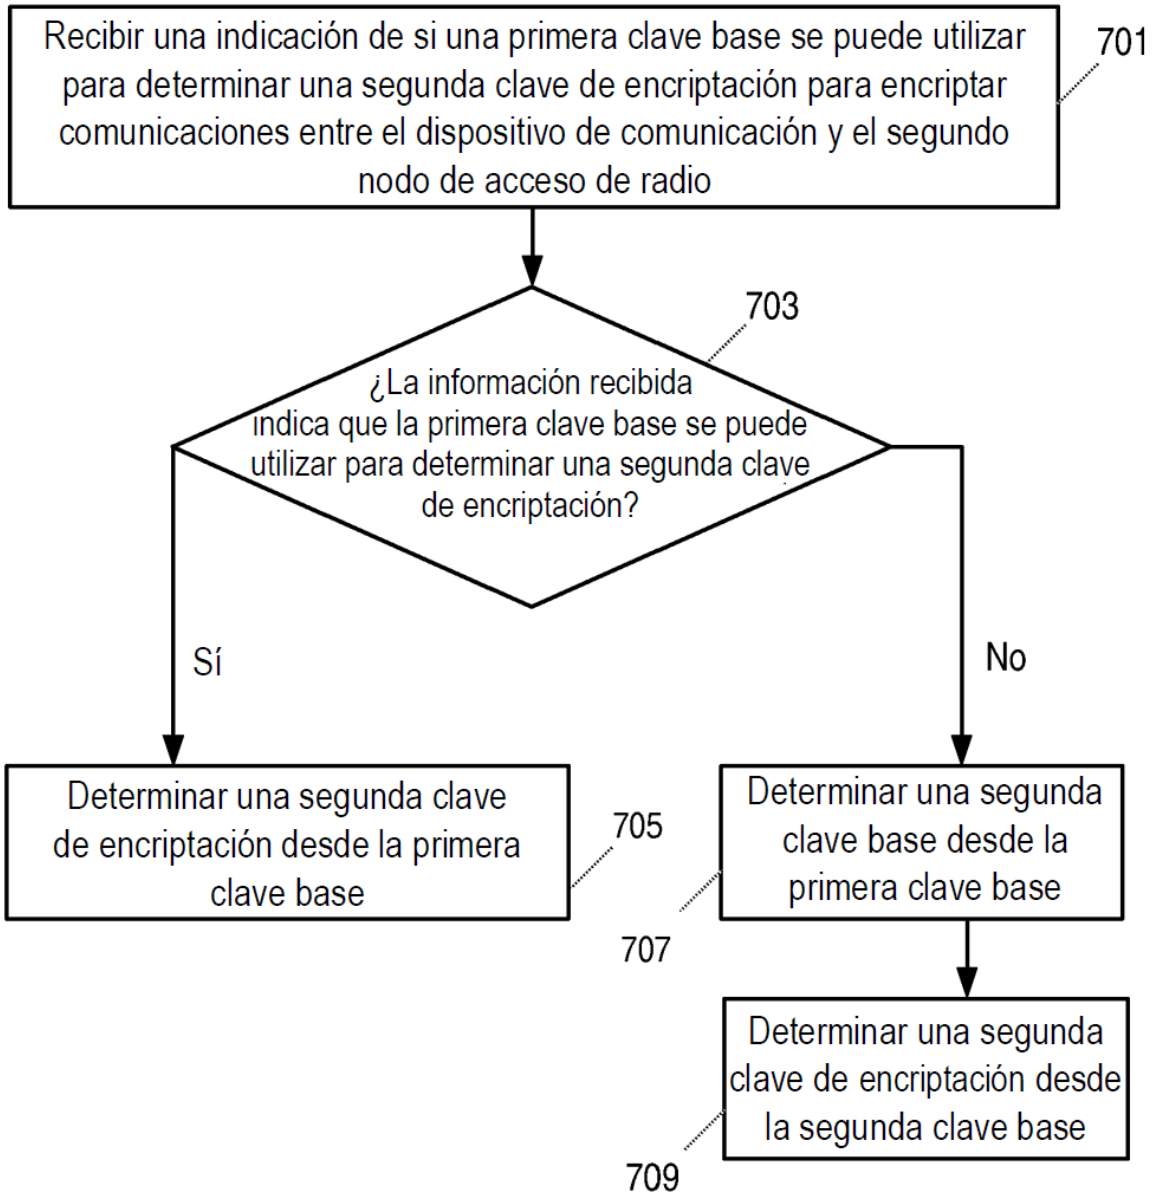 Recibir una indicación de si una primera clave base se puede utilizar
para determinar una segunda clave de encriptación para encriptar
comunicaciones entre el dispositivo de comunicación y el segundo
nodo de acceso de radio
701
703
¿La información recibida
indica que la primera clave base se puede
utilizar para determinar una segunda clave
de encriptación?
Sí
No
Determinar una segunda clave
de encriptación desde la primera
clave base
705
Determinar una segunda
clave base desde la
primera clave base
707
Determinar una segunda
clave de encriptación desde
la segunda clave base
709